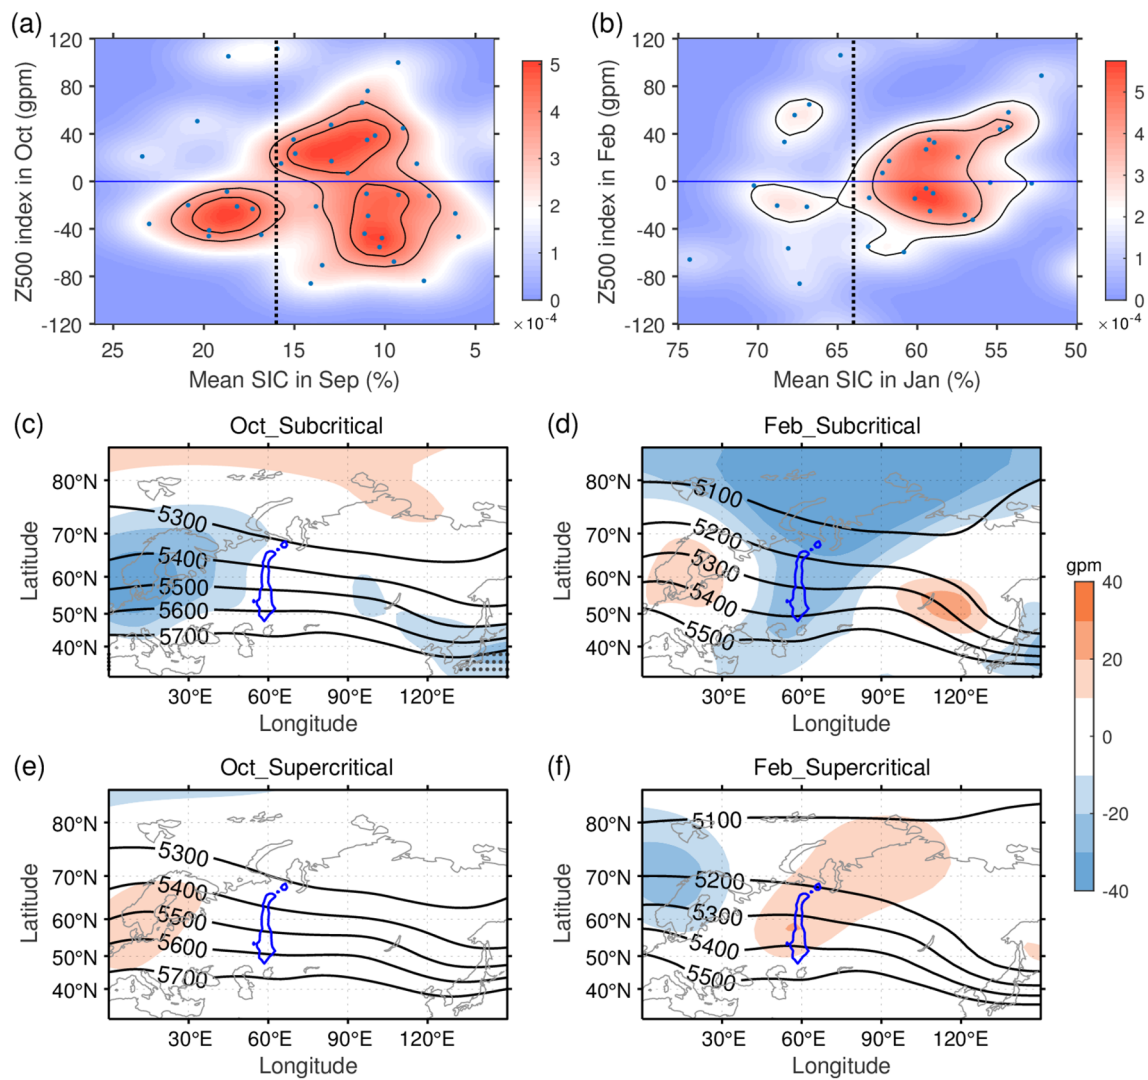 (a)
120
80
40
0
-40
-80
-120
Z500 index in Oct (gpm)
25
20
15
10
5
Mean SIC in Sep (%)
5
4
3
2
1
0
×10⁻⁴
(b)
120
80
40
0
-40
-80
-120
Z500 index in Feb (gpm)
75
70
65
60
55
50
Mean SIC in Jan (%)
5
4
3
2
1
0
×10⁻⁴
(c)
Oct_Subcritical
80°N
70°N
60°N
50°N
40°N
Latitude
5300
5400
5500
5600
5700
30°E
60°E
90°E
120°E
Longitude
(d)
Feb_Subcritical
80°N
70°N
60°N
50°N
40°N
Latitude
5100
5200
5300
5400
5500
30°E
60°E
90°E
120°E
Longitude
(e)
Oct_Supercritical
80°N
70°N
60°N
50°N
40°N
Latitude
5300
5400
5500
5600
5700
30°E
60°E
90°E
120°E
Longitude
(f)
Feb_Supercritical
80°N
70°N
60°N
50°N
40°N
Latitude
5100
5200
5300
5400
5500
30°E
60°E
90°E
120°E
Longitude
gpm
40
20
0
-20
-40